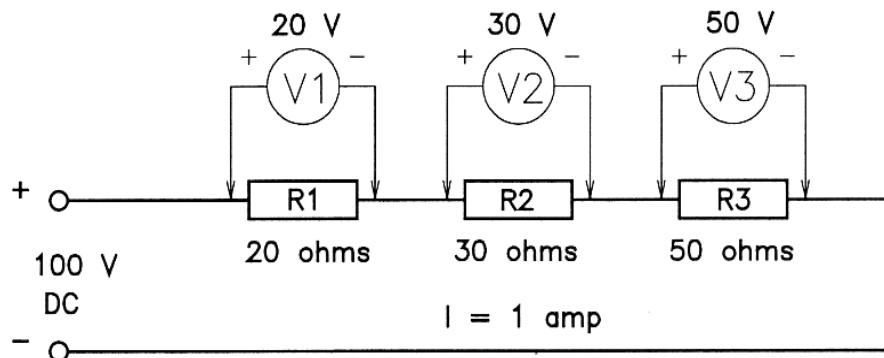 20 V 30 V 50 V
+ − + − + −
V1 V2 V3
+ R1 R2 R3
20 ohms 30 ohms 50 ohms
100 V
DC
I = 1 amp
−